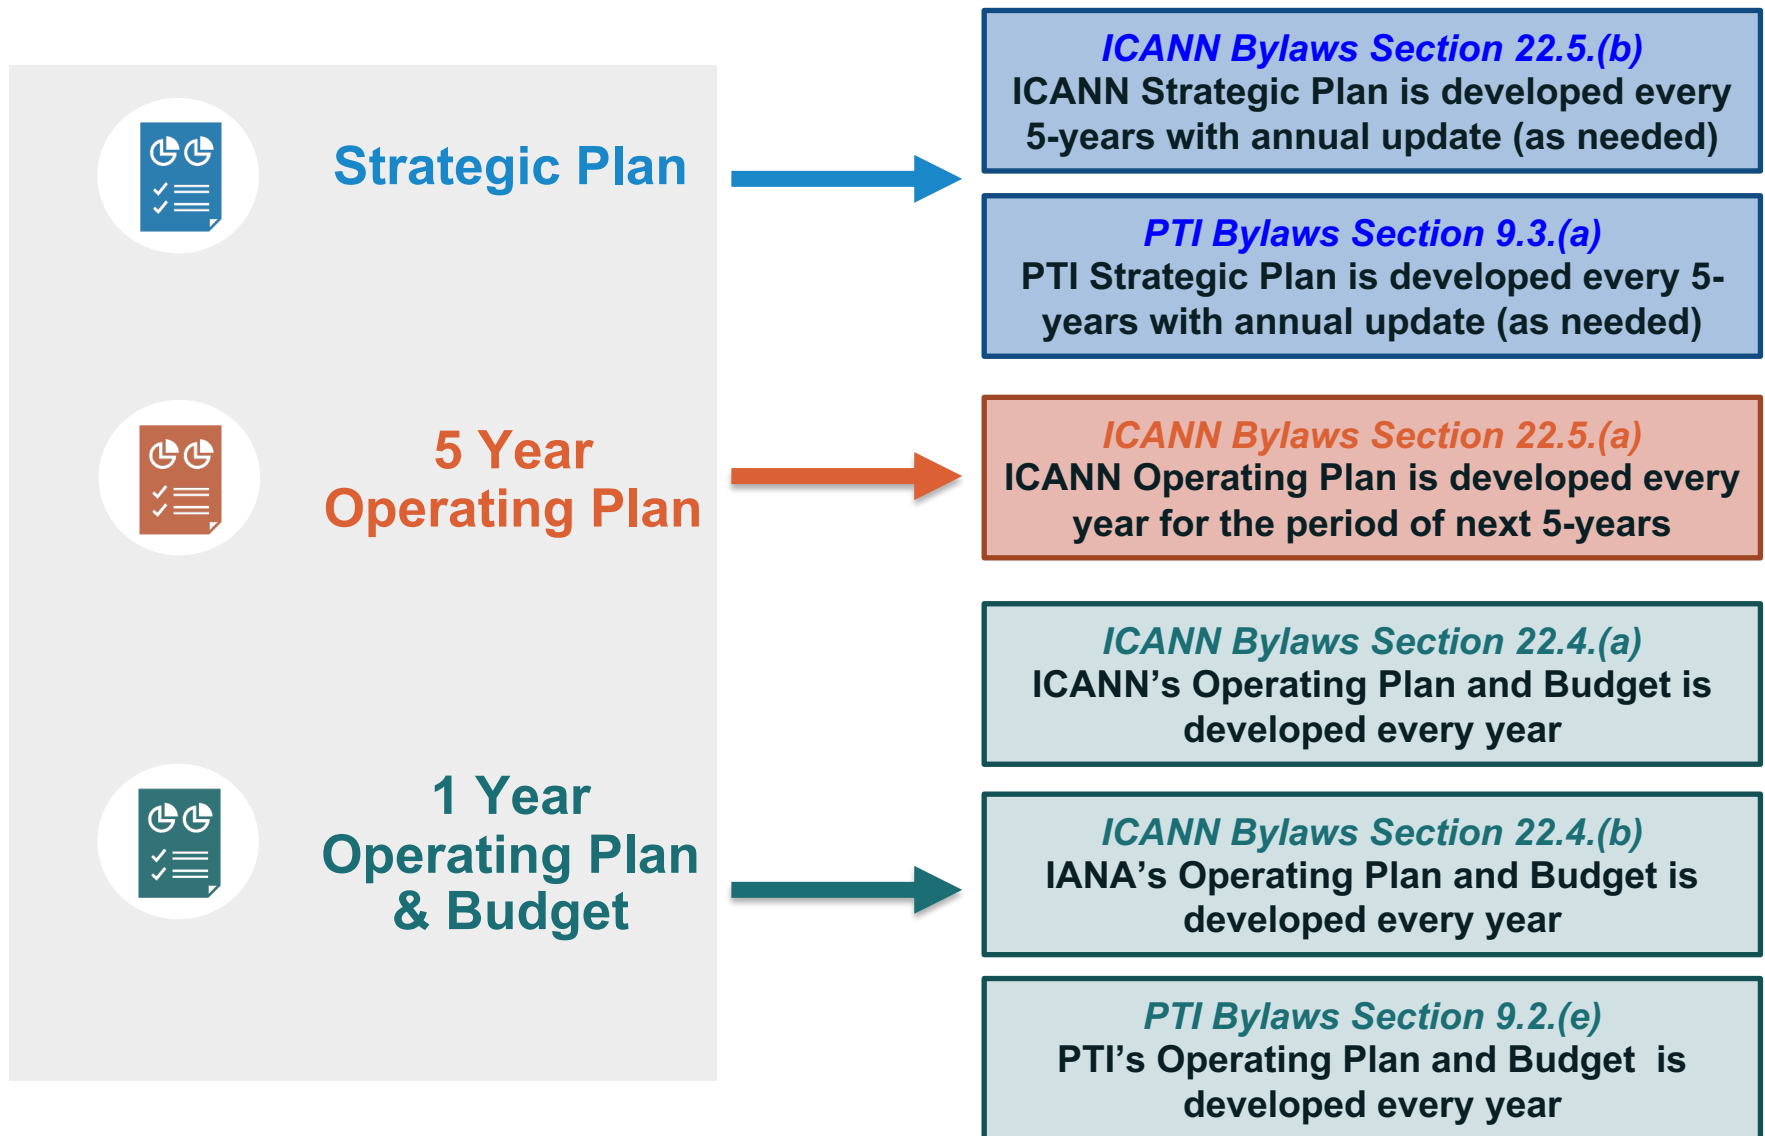 Strategic Plan
ICANN Bylaws Section 22.5.(b)
ICANN Strategic Plan is developed every
5-years with annual update (as needed)
PTI Bylaws Section 9.3.(a)
PTI Strategic Plan is developed every 5-
years with annual update (as needed)
5 Year
Operating Plan
ICANN Bylaws Section 22.5.(a)
ICANN Operating Plan is developed every
year for the period of next 5-years
1 Year
Operating Plan
& Budget
ICANN Bylaws Section 22.4.(a)
ICANN’s Operating Plan and Budget is
developed every year
ICANN Bylaws Section 22.4.(b)
IANA’s Operating Plan and Budget is
developed every year
PTI Bylaws Section 9.2.(e)
PTI’s Operating Plan and Budget  is
developed every year